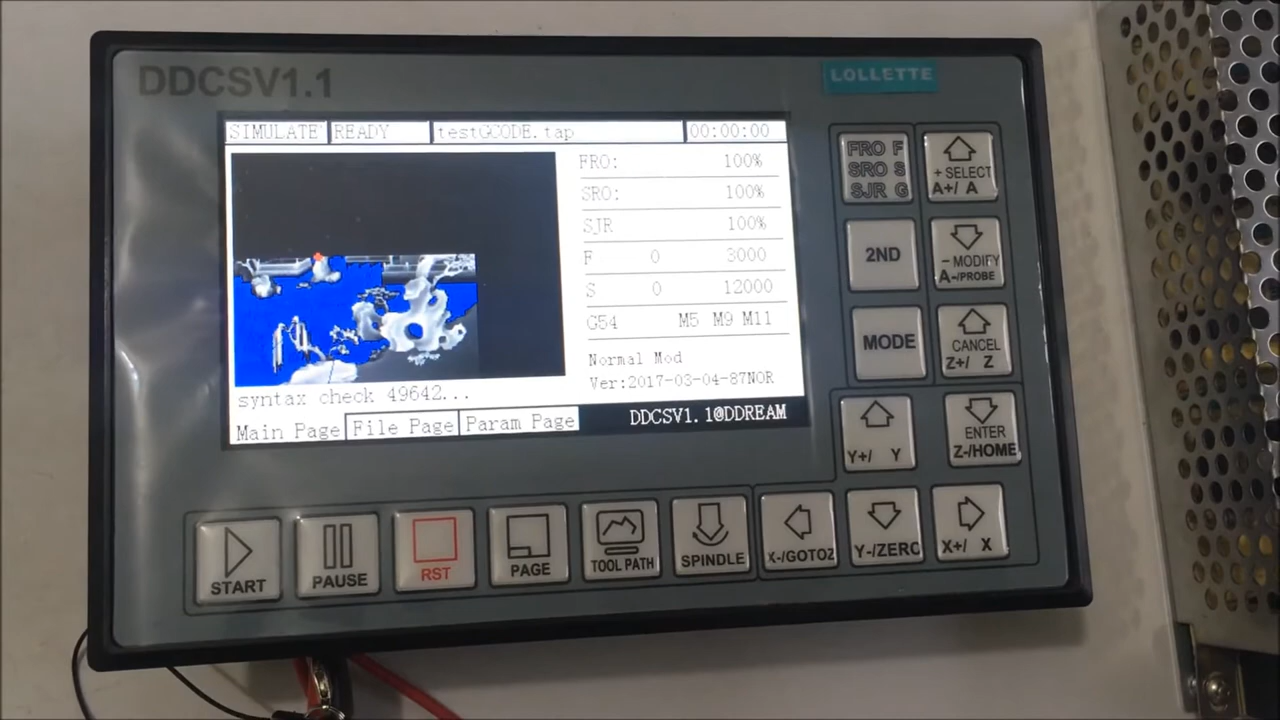 DDCSV1.1
LOLLETTE
SIMULATE READY testGCODE.tap 00:00:00
FRO: 100%
SRO: 100%
SJR 100%
F 0 3000
S 0 12000
G54 M5 M9 M11
Normal Mod
Ver:2017-03-04-87NOR
syntax check 49642...
Main Page File Page Param Page DDCSV1.1@DDREAM
FRO F
SRO S
SJR G
+ SELECT
A+/ A
2ND
- MODIFY
A-/PROBE
MODE
CANCEL
Z+/ Z
Y+/ Y
ENTER
Z-/HOME
START
PAUSE
RST
PAGE
TOOL PATH
SPINDLE
X-/GOTOZ
Y-/ZERO
X+/ X